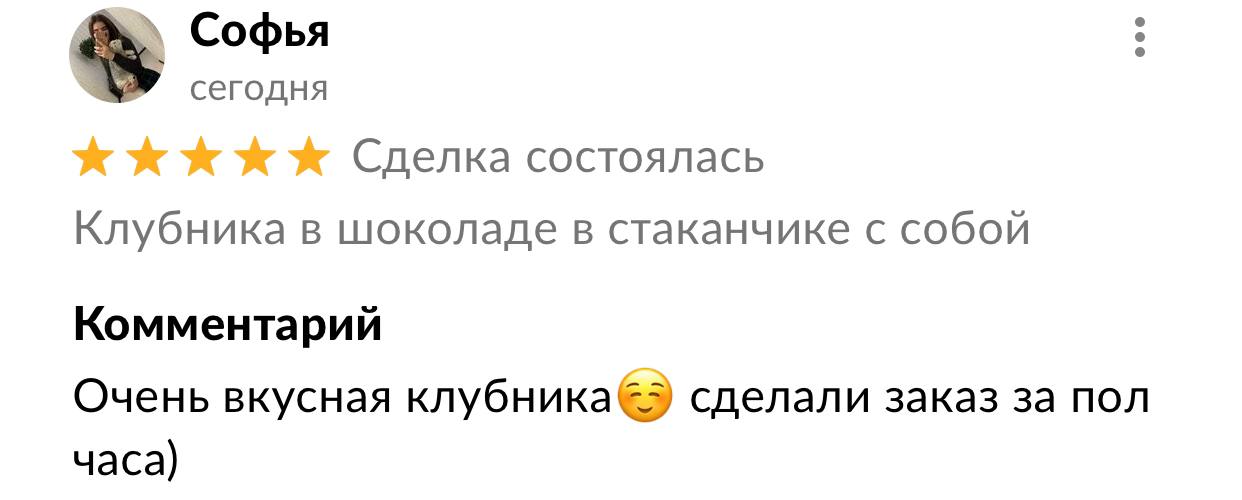 Софья
сегодня
Сделка состоялась
Клубника в шоколаде в стаканчике с собой
Комментарий
Очень вкусная клубника☺️ сделали заказ за пол
часа)